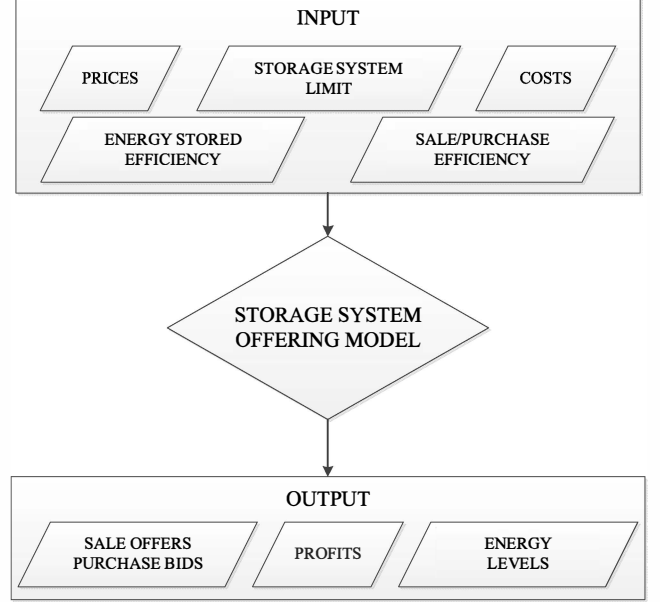 INPUT
PRICES
STORAGE SYSTEM
LIMIT
COSTS
ENERGY STORED
EFFICIENCY
SALE/PURCHASE
EFFICIENCY
STORAGE SYSTEM
OFFERING MODEL
OUTPUT
SALE OFFERS
PURCHASE BIDS
PROFITS
ENERGY
LEVELS